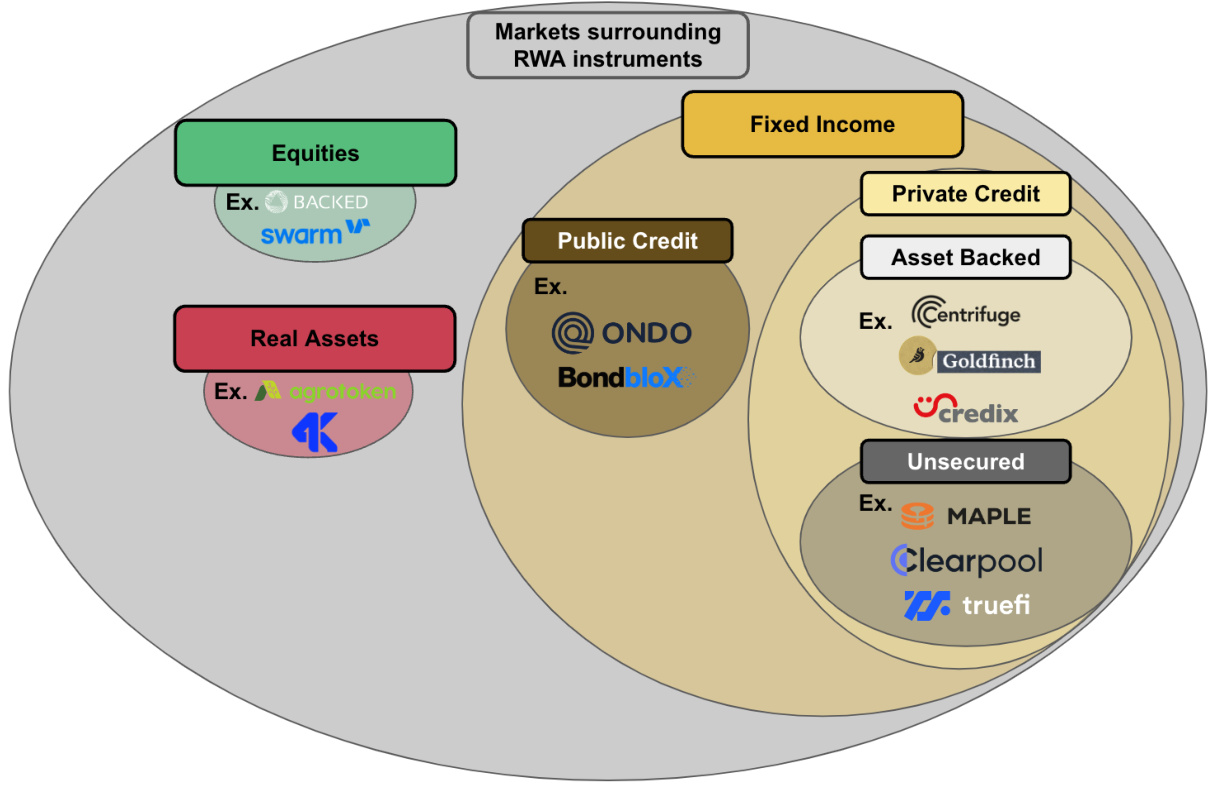 Markets surrounding
RWA instruments
Equities
Ex. BACKED
swarm
Real Assets
Ex. agrotoken
4K
Fixed Income
Public Credit
Ex.
ONDO
BondbloX
Private Credit
Asset Backed
Ex. Centrifuge
Goldfinch
credix
Unsecured
Ex. MAPLE
Clearpool
truefi